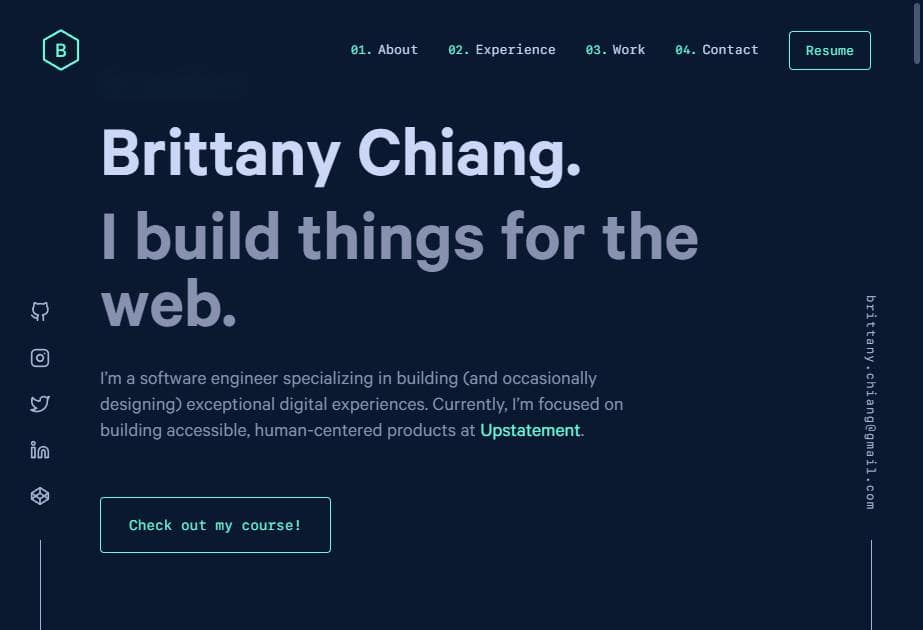 B
01. About 02. Experience 03. Work 04. Contact Resume
Brittany Chiang.
I build things for the
web.
I’m a software engineer specializing in building (and occasionally
designing) exceptional digital experiences. Currently, I’m focused on
building accessible, human-centered products at Upstatement.
Check out my course!
brittany.chiang@gmail.com